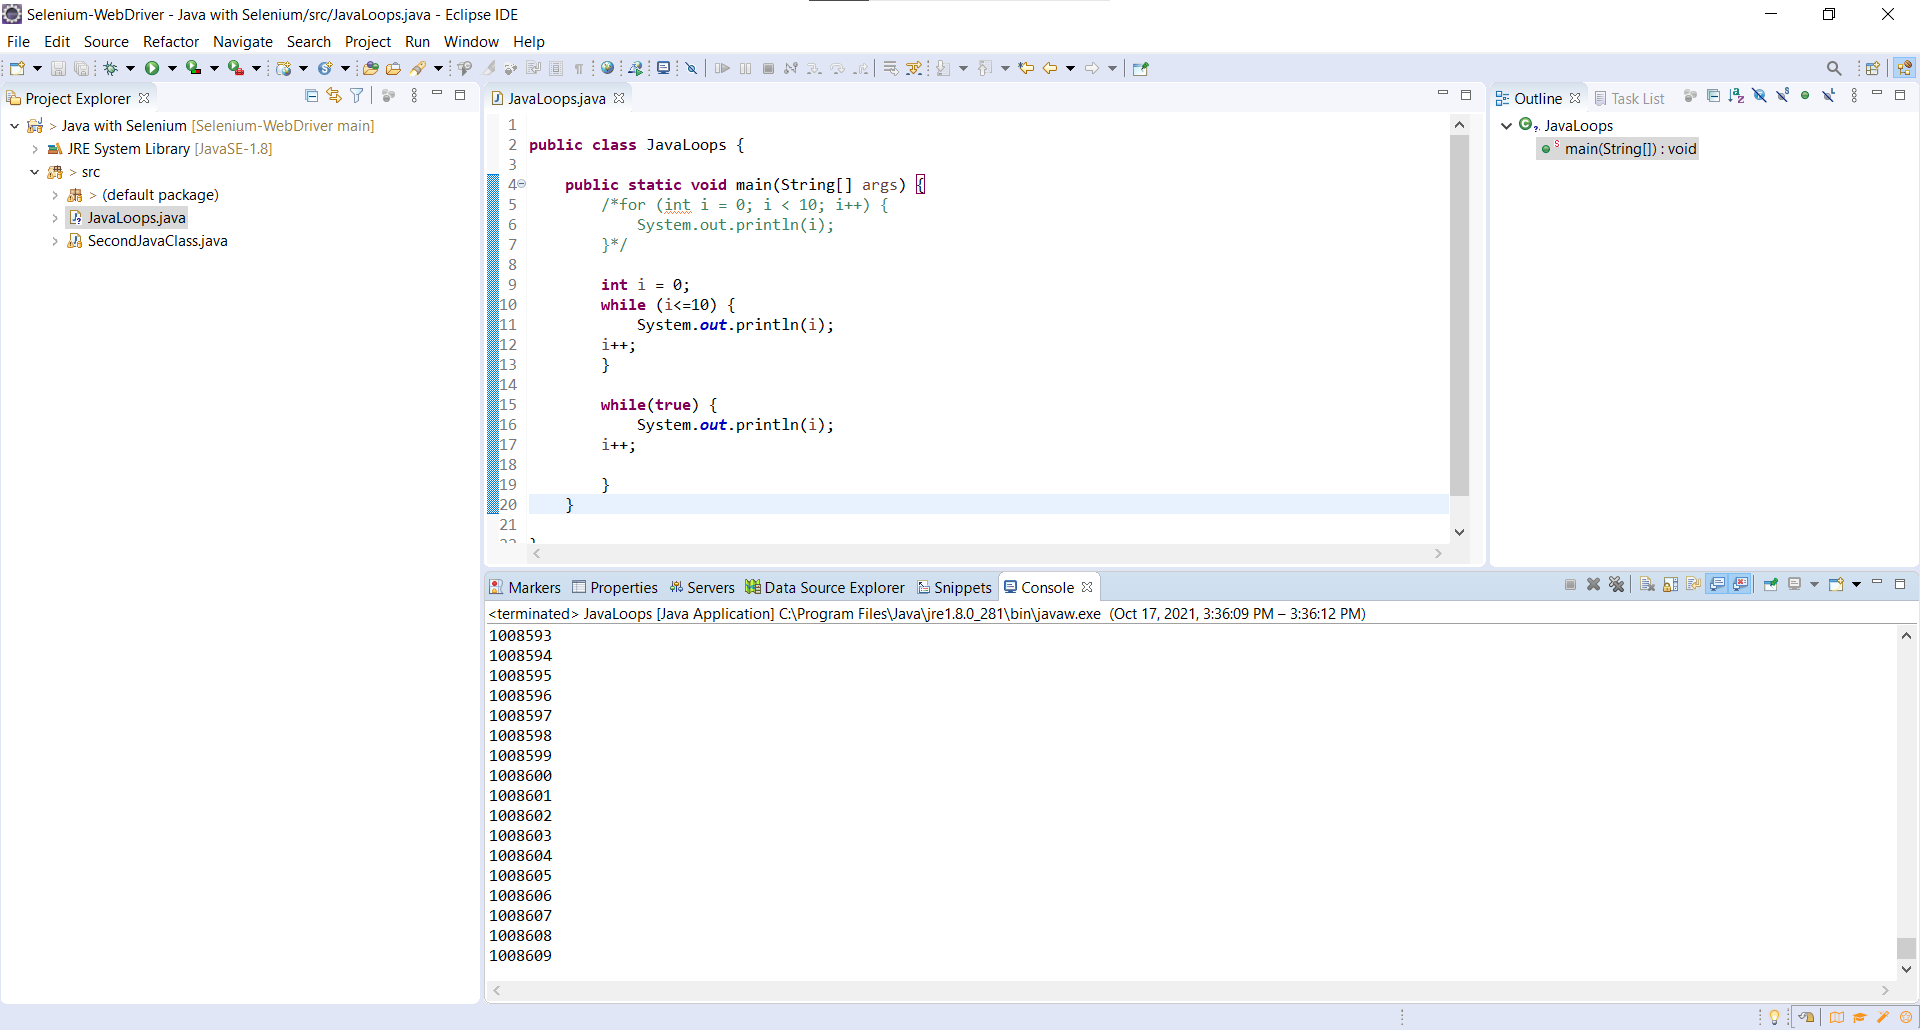 Selenium-WebDriver - Java with Selenium/src/JavaLoops.java - Eclipse IDE
File Edit Source Refactor Navigate Search Project Run Window Help
Project Explorer
> Java with Selenium [Selenium-WebDriver main]
JRE System Library [JavaSE-1.8]
> src
> (default package)
JavaLoops.java
SecondJavaClass.java
JavaLoops.java
1
2 public class JavaLoops {
3
4     public static void main(String[] args) {
5         /*for (int i = 0; i < 10; i++) {
6             System.out.println(i);
7         }*/
8
9         int i = 0;
10         while (i<=10) {
11             System.out.println(i);
12         i++;
13         }
14
15         while(true) {
16             System.out.println(i);
17         i++;
18
19         }
20     }
21
Outline Task List
JavaLoops
main(String[]) : void
Markers Properties Servers Data Source Explorer Snippets Console
<terminated> JavaLoops [Java Application] C:\Program Files\Java\jre1.8.0_281\bin\javaw.exe (Oct 17, 2021, 3:36:09 PM – 3:36:12 PM)
1008593
1008594
1008595
1008596
1008597
1008598
1008599
1008600
1008601
1008602
1008603
1008604
1008605
1008606
1008607
1008608
1008609